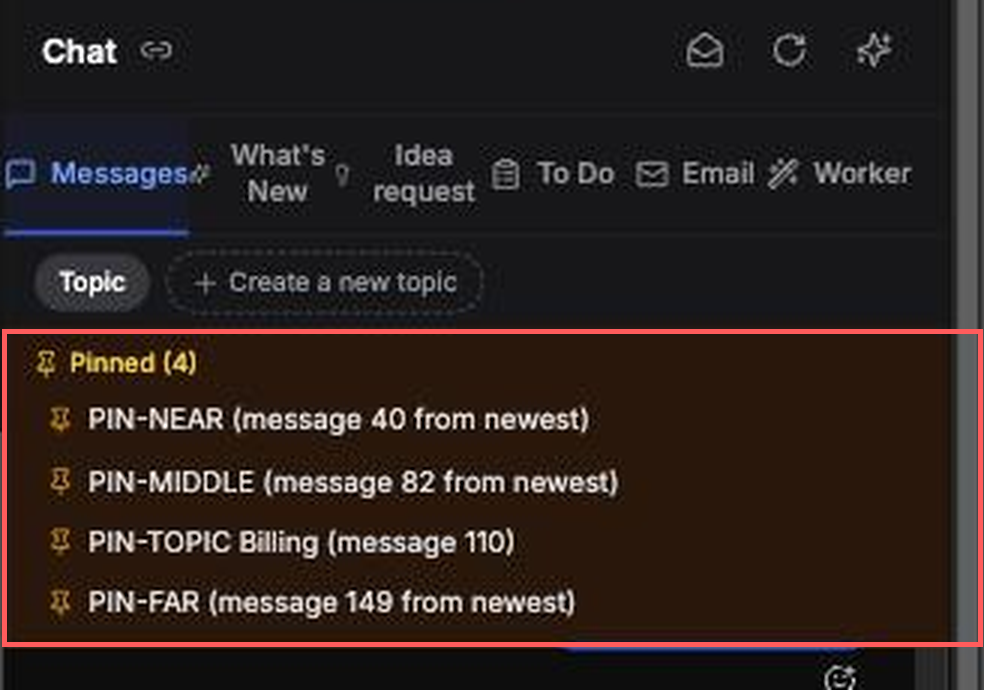 Chat
Messages
What's New
Idea request
To Do
Email
Worker
Topic
+ Create a new topic
Pinned (4)
PIN-NEAR (message 40 from newest)
PIN-MIDDLE (message 82 from newest)
PIN-TOPIC Billing (message 110)
PIN-FAR (message 149 from newest)